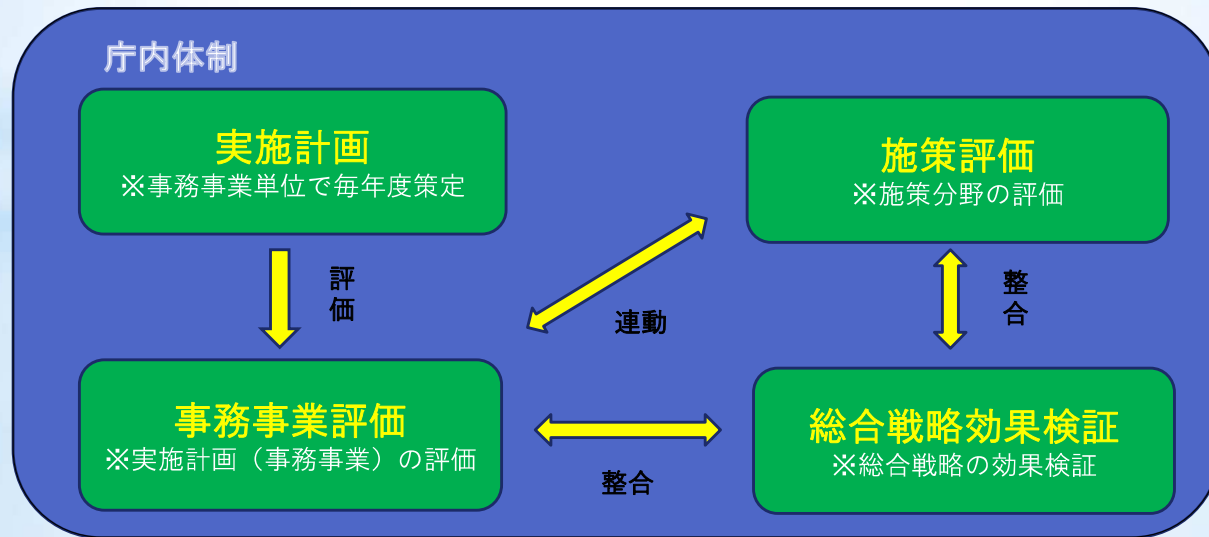 庁内体制
実施計画
※事務事業単位で毎年度策定
施策評価
※施策分野の評価
評
価
連動
整
合
事務事業評価
※実施計画（事務事業）の評価
整合
総合戦略効果検証
※総合戦略の効果検証